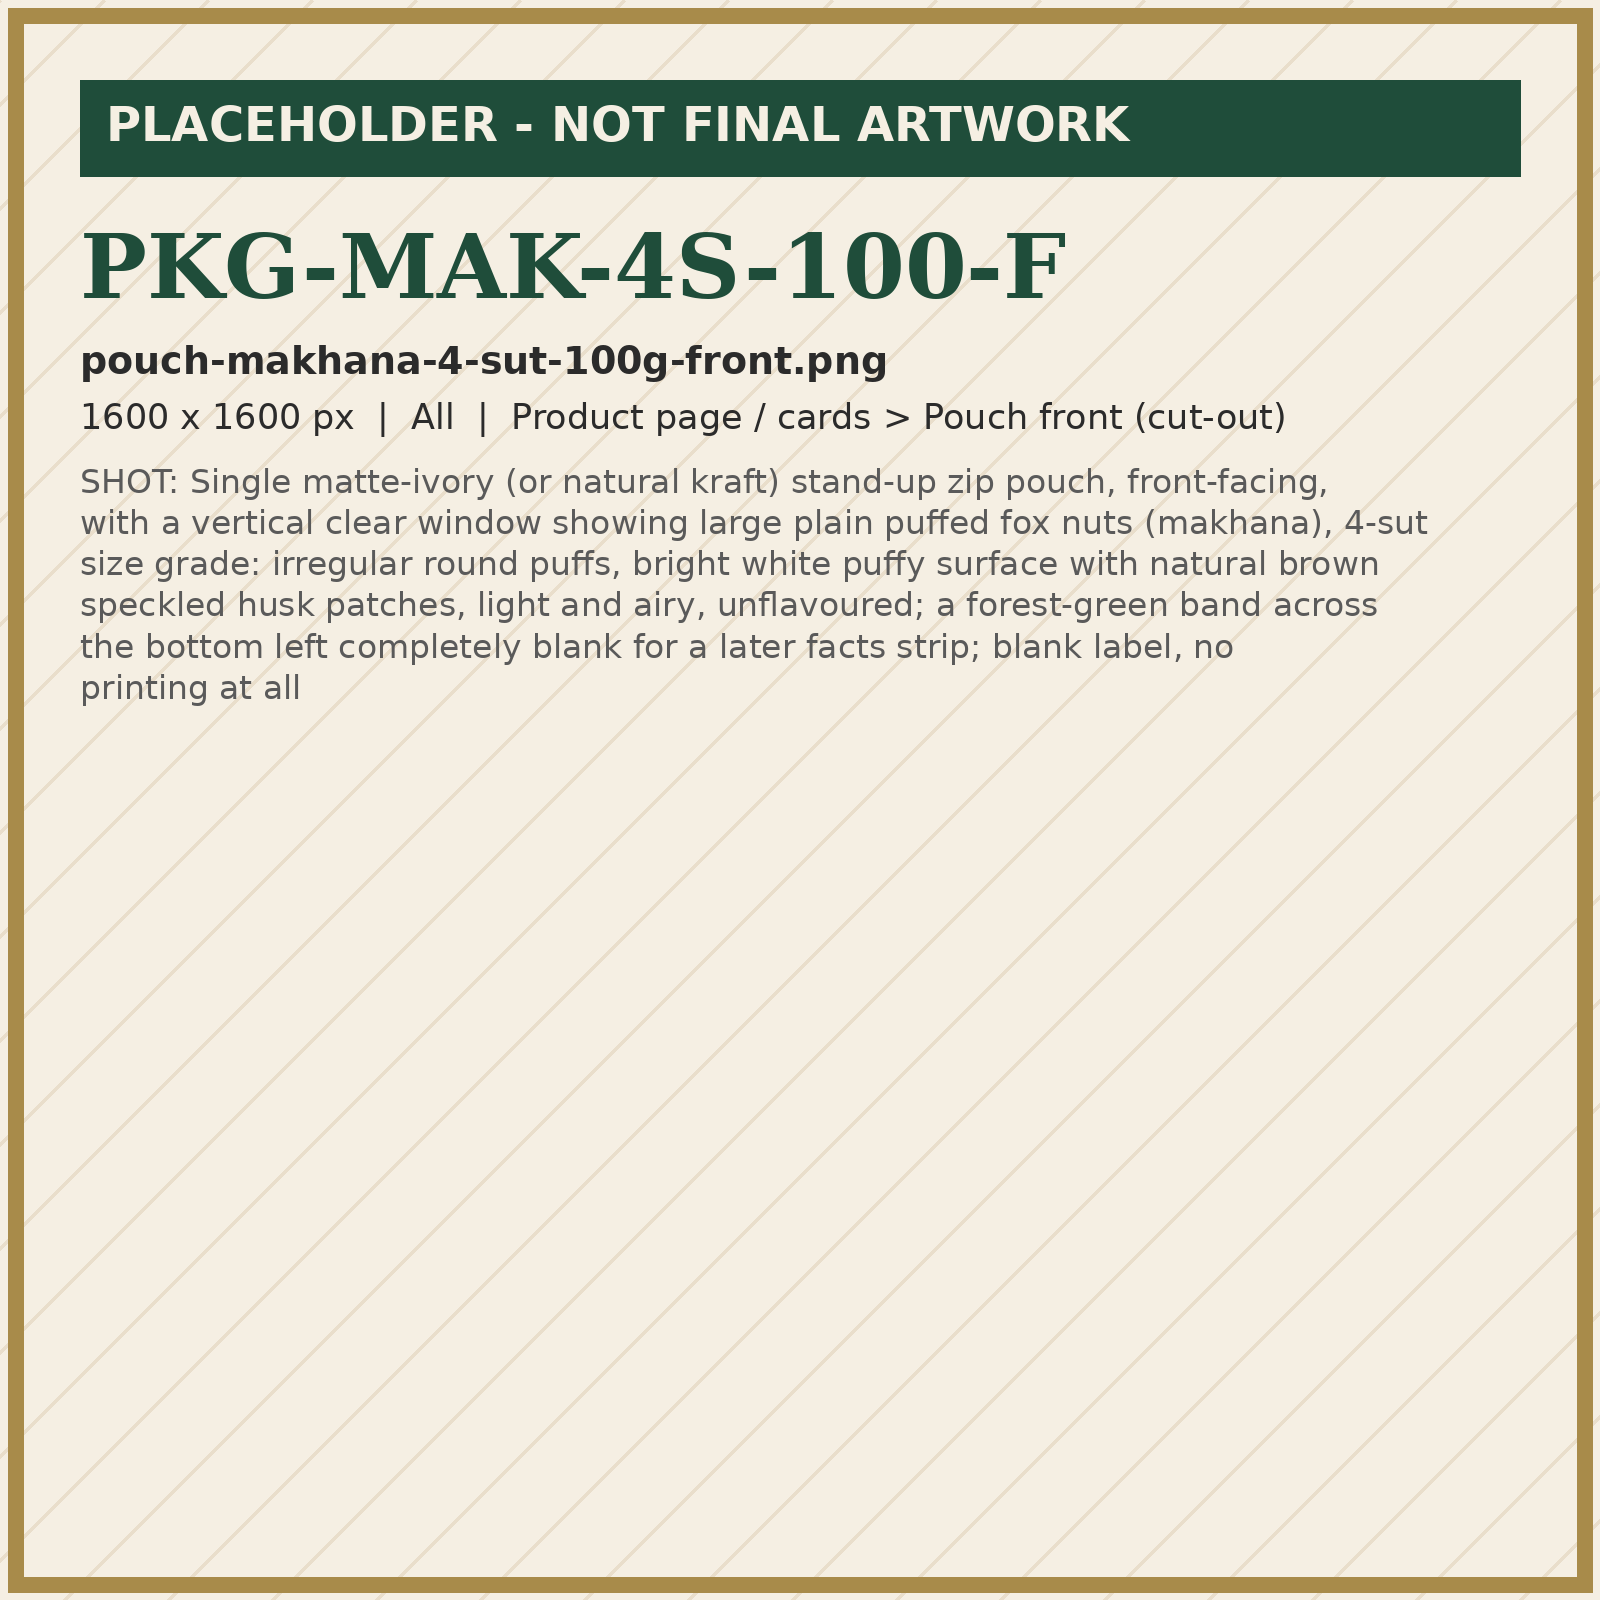 PLACEHOLDER - NOT FINAL ARTWORK
PKG-MAK-4S-100-F
pouch-makhana-4-sut-100g-front.png
1600 x 1600 px | All | Product page / cards > Pouch front (cut-out)
SHOT: Single matte-ivory (or natural kraft) stand-up zip pouch, front-facing,
with a vertical clear window showing large plain puffed fox nuts (makhana), 4-sut
size grade: irregular round puffs, bright white puffy surface with natural brown
speckled husk patches, light and airy, unflavoured; a forest-green band across
the bottom left completely blank for a later facts strip; blank label, no
printing at all